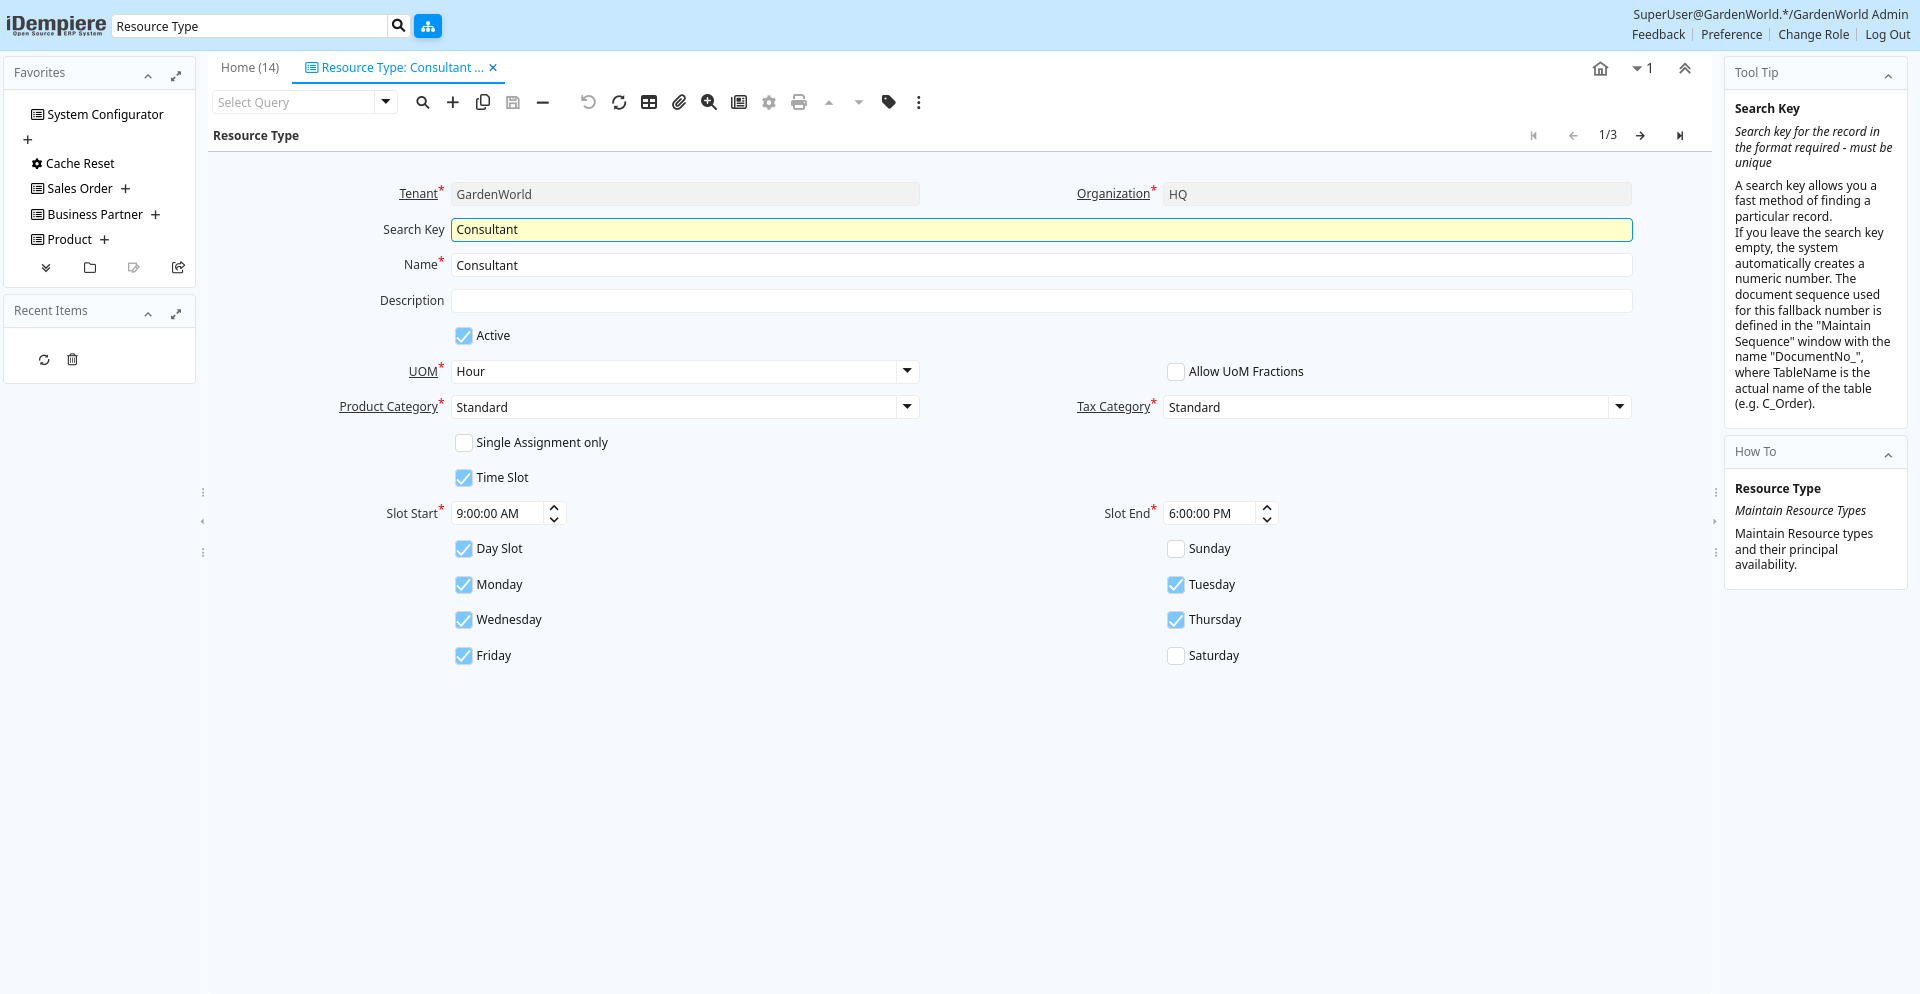 iDempiere
Open Source ERP System
Resource Type
SuperUser@GardenWorld.*/GardenWorld Admin
Feedback
Preference
Change Role
Log Out
Favorites
System Configurator
Cache Reset
Sales Order
Business Partner
Product
Recent Items
Home (14)
Resource Type: Consultant ...
1
Select Query
Resource Type
1/3
Tenant*
GardenWorld
Organization*
HQ
Search Key
Consultant
Name*
Consultant
Description
Active
UOM*
Hour
Allow UoM Fractions
Product Category*
Standard
Tax Category*
Standard
Single Assignment only
Time Slot
Slot Start*
9:00:00 AM
Slot End*
6:00:00 PM
Day Slot
Sunday
Monday
Tuesday
Wednesday
Thursday
Friday
Saturday
Tool Tip
Search Key
Search key for the record in
the format required - must be
unique
A search key allows you a
fast method of finding a
particular record.
If you leave the search key
empty, the system
automatically creates a
numeric number. The
document sequence used
for this fallback number is
defined in the "Maintain
Sequence" window with the
name "DocumentNo_",
where TableName is the
actual name of the table
(e.g. C_Order).
How To
Resource Type
Maintain Resource Types
Maintain Resource types
and their principal
availability.